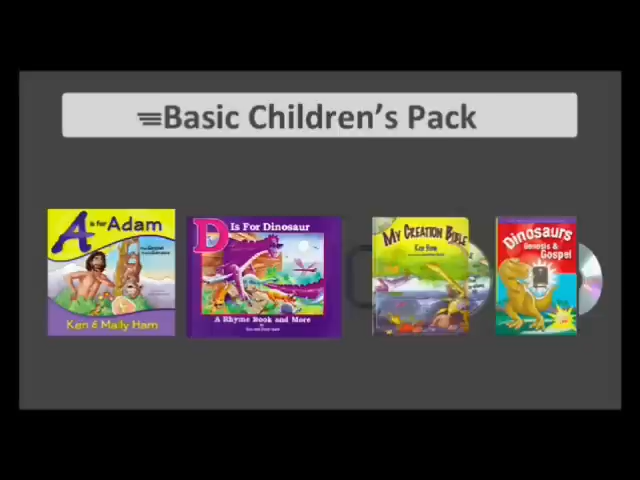 Basic Children's Pack
A is for Adam
Ken & Mally Ham
D Is For Dinosaur
A Rhyme Book and More
My Creation Bible
Ken Ham
Dinosaurs
Genesis &
Gospel